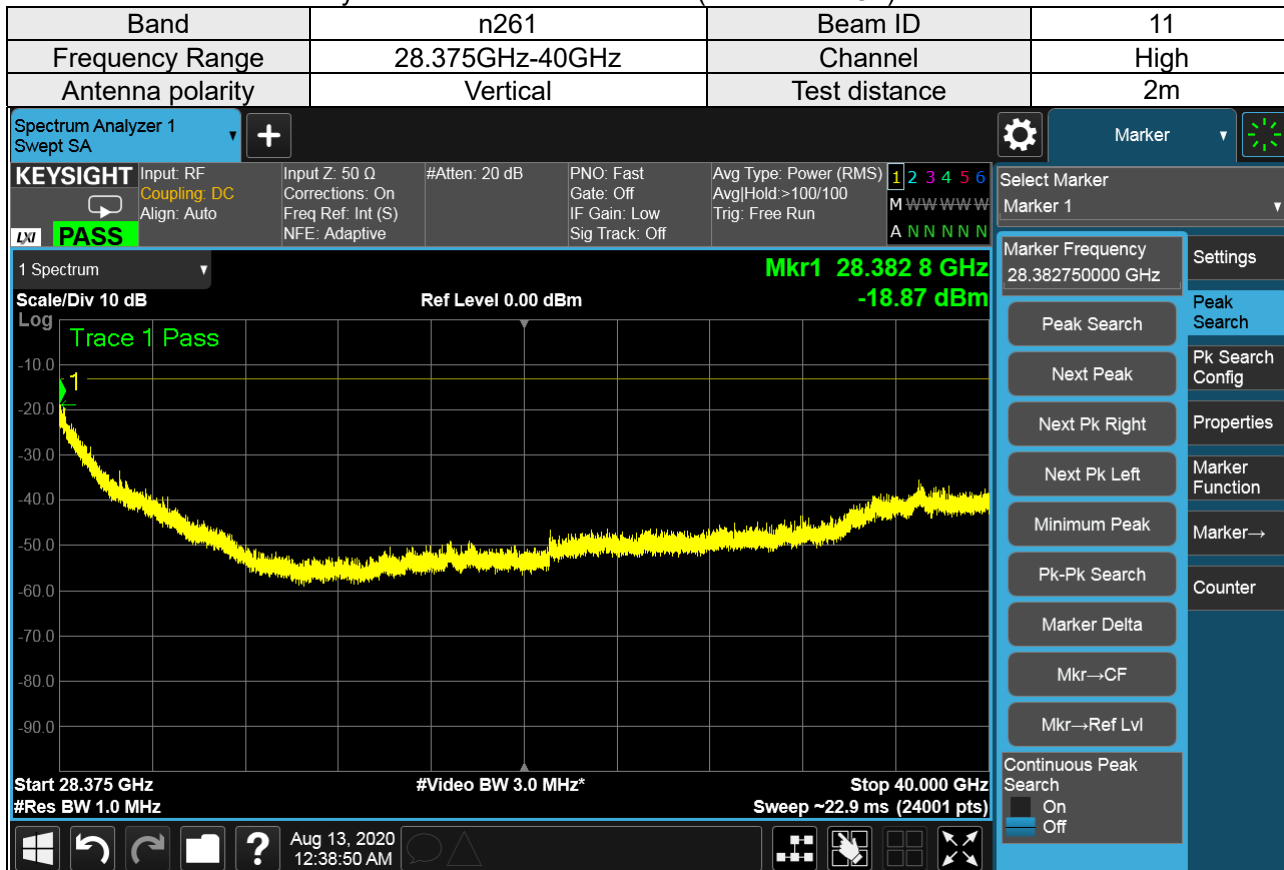 Band n261 Beam ID 11
Frequency Range 28.375GHz-40GHz Channel High
Antenna polarity Vertical Test distance 2m
Spectrum Analyzer 1
Swept SA
Marker
KEYSIGHT
LXI PASS
Input: RF
Coupling: DC
Align: Auto
Input Z: 50 Ω
Corrections: On
Freq Ref: Int (S)
NFE: Adaptive
#Atten: 20 dB
PNO: Fast
Gate: Off
IF Gain: Low
Sig Track: Off
Avg Type: Power (RMS)
Avg|Hold:>100/100
Trig: Free Run
1 2 3 4 5 6
M W W W W W
A N N N N N
Select Marker
Marker 1
1 Spectrum
Mkr1 28.382 8 GHz
-18.87 dBm
Scale/Div 10 dB
Ref Level 0.00 dBm
Log
Trace 1 Pass
1
-10.0
-20.0
-30.0
-40.0
-50.0
-60.0
-70.0
-80.0
-90.0
Start 28.375 GHz
#Res BW 1.0 MHz
#Video BW 3.0 MHz*
Stop 40.000 GHz
Sweep ~22.9 ms (24001 pts)
Marker Frequency
28.382750000 GHz
Peak Search
Next Peak
Next Pk Right
Next Pk Left
Minimum Peak
Pk-Pk Search
Marker Delta
Mkr→CF
Mkr→Ref Lvl
Continuous Peak
Search
On
Off
Settings
Peak
Search
Pk Search
Config
Properties
Marker
Function
Marker→
Counter
?
Aug 13, 2020
12:38:50 AM